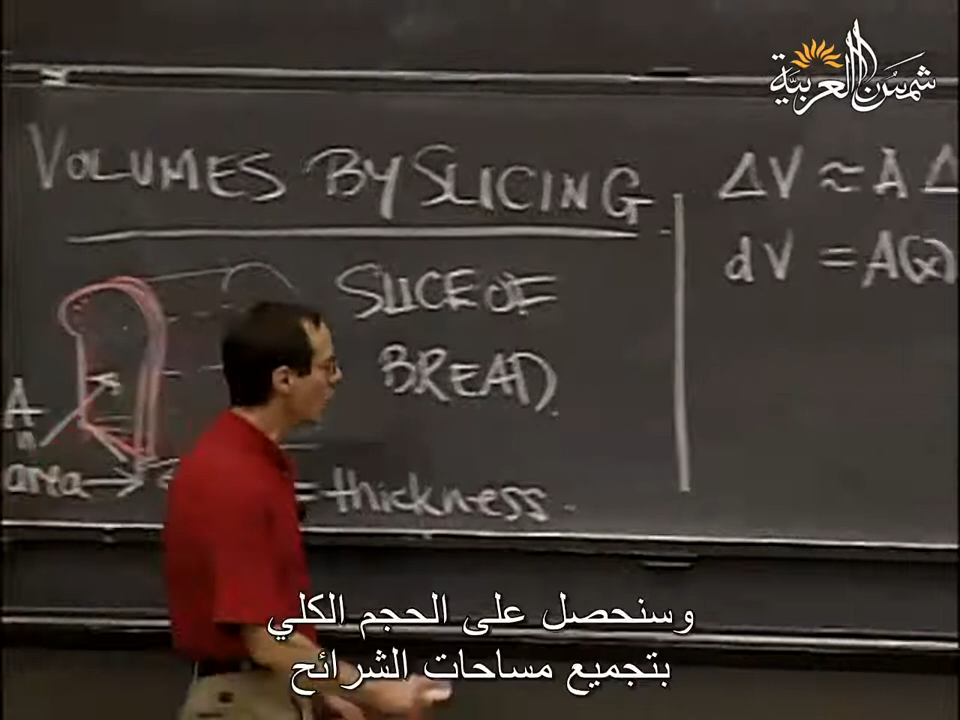 شمس العربية
VOLUMES BY SLICING
SLICE OF
BREAD.
A
area
= thickness.
ΔV ≈ A Δ
dV = A(x)
وسنحصل على الحجم الكلي
بتجميع مساحات الشرائح